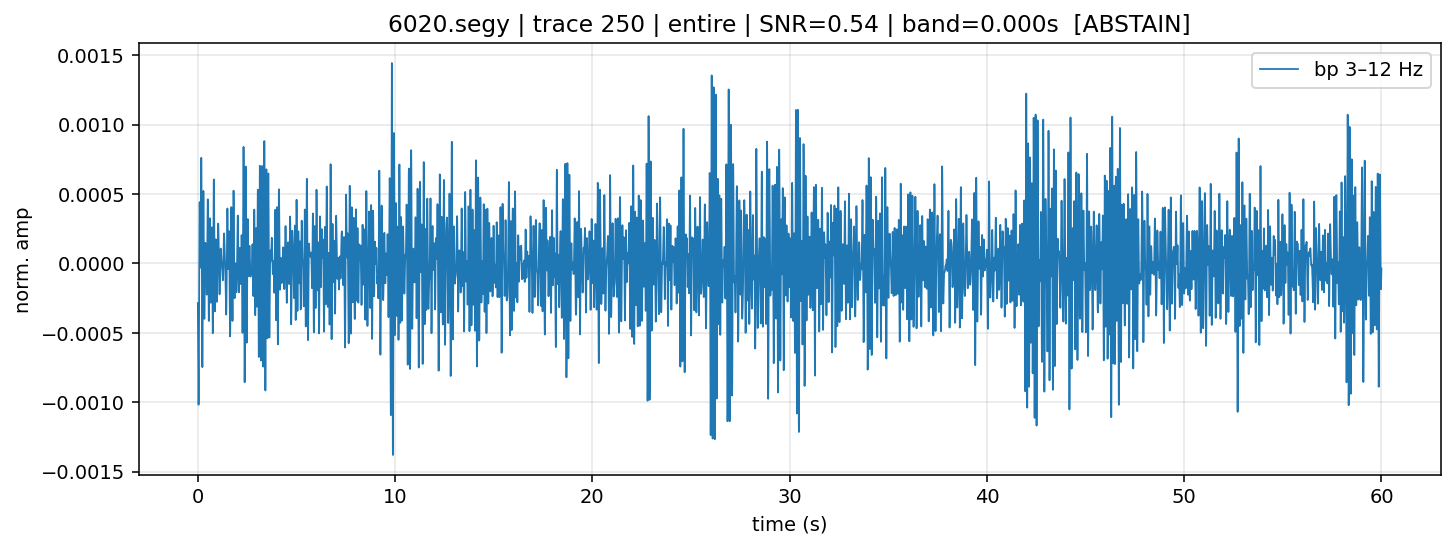 6020.segy | trace 250 | entire | SNR=0.54 | band=0.000s  [ABSTAIN]
bp 3–12 Hz
norm. amp
0.0015
0.0010
0.0005
0.0000
−0.0005
−0.0010
−0.0015
0 10 20 30 40 50 60
time (s)